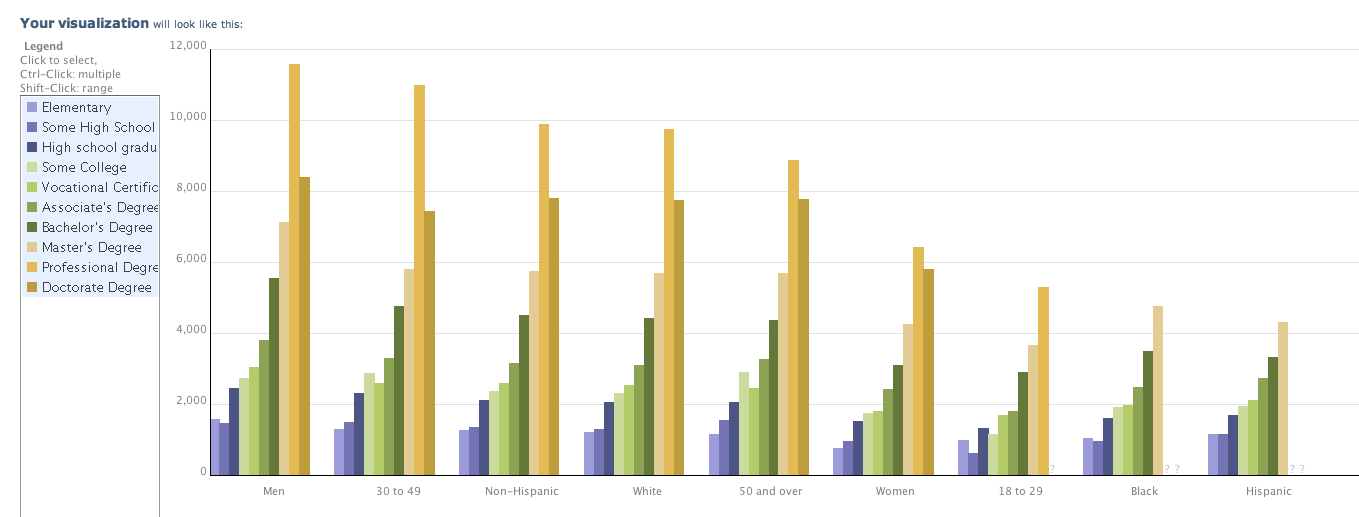 Your visualization will look like this:
Legend
Click to select,
Ctrl-Click: multiple
Shift-Click: range
Elementary
Some High School
High school gradu
Some College
Vocational Certific
Associate's Degree
Bachelor's Degree
Master's Degree
Professional Degre
Doctorate Degree
12,000
10,000
8,000
6,000
4,000
2,000
0
? ? ? ? ?
Men 30 to 49 Non-Hispanic White 50 and over Women 18 to 29 Black Hispanic